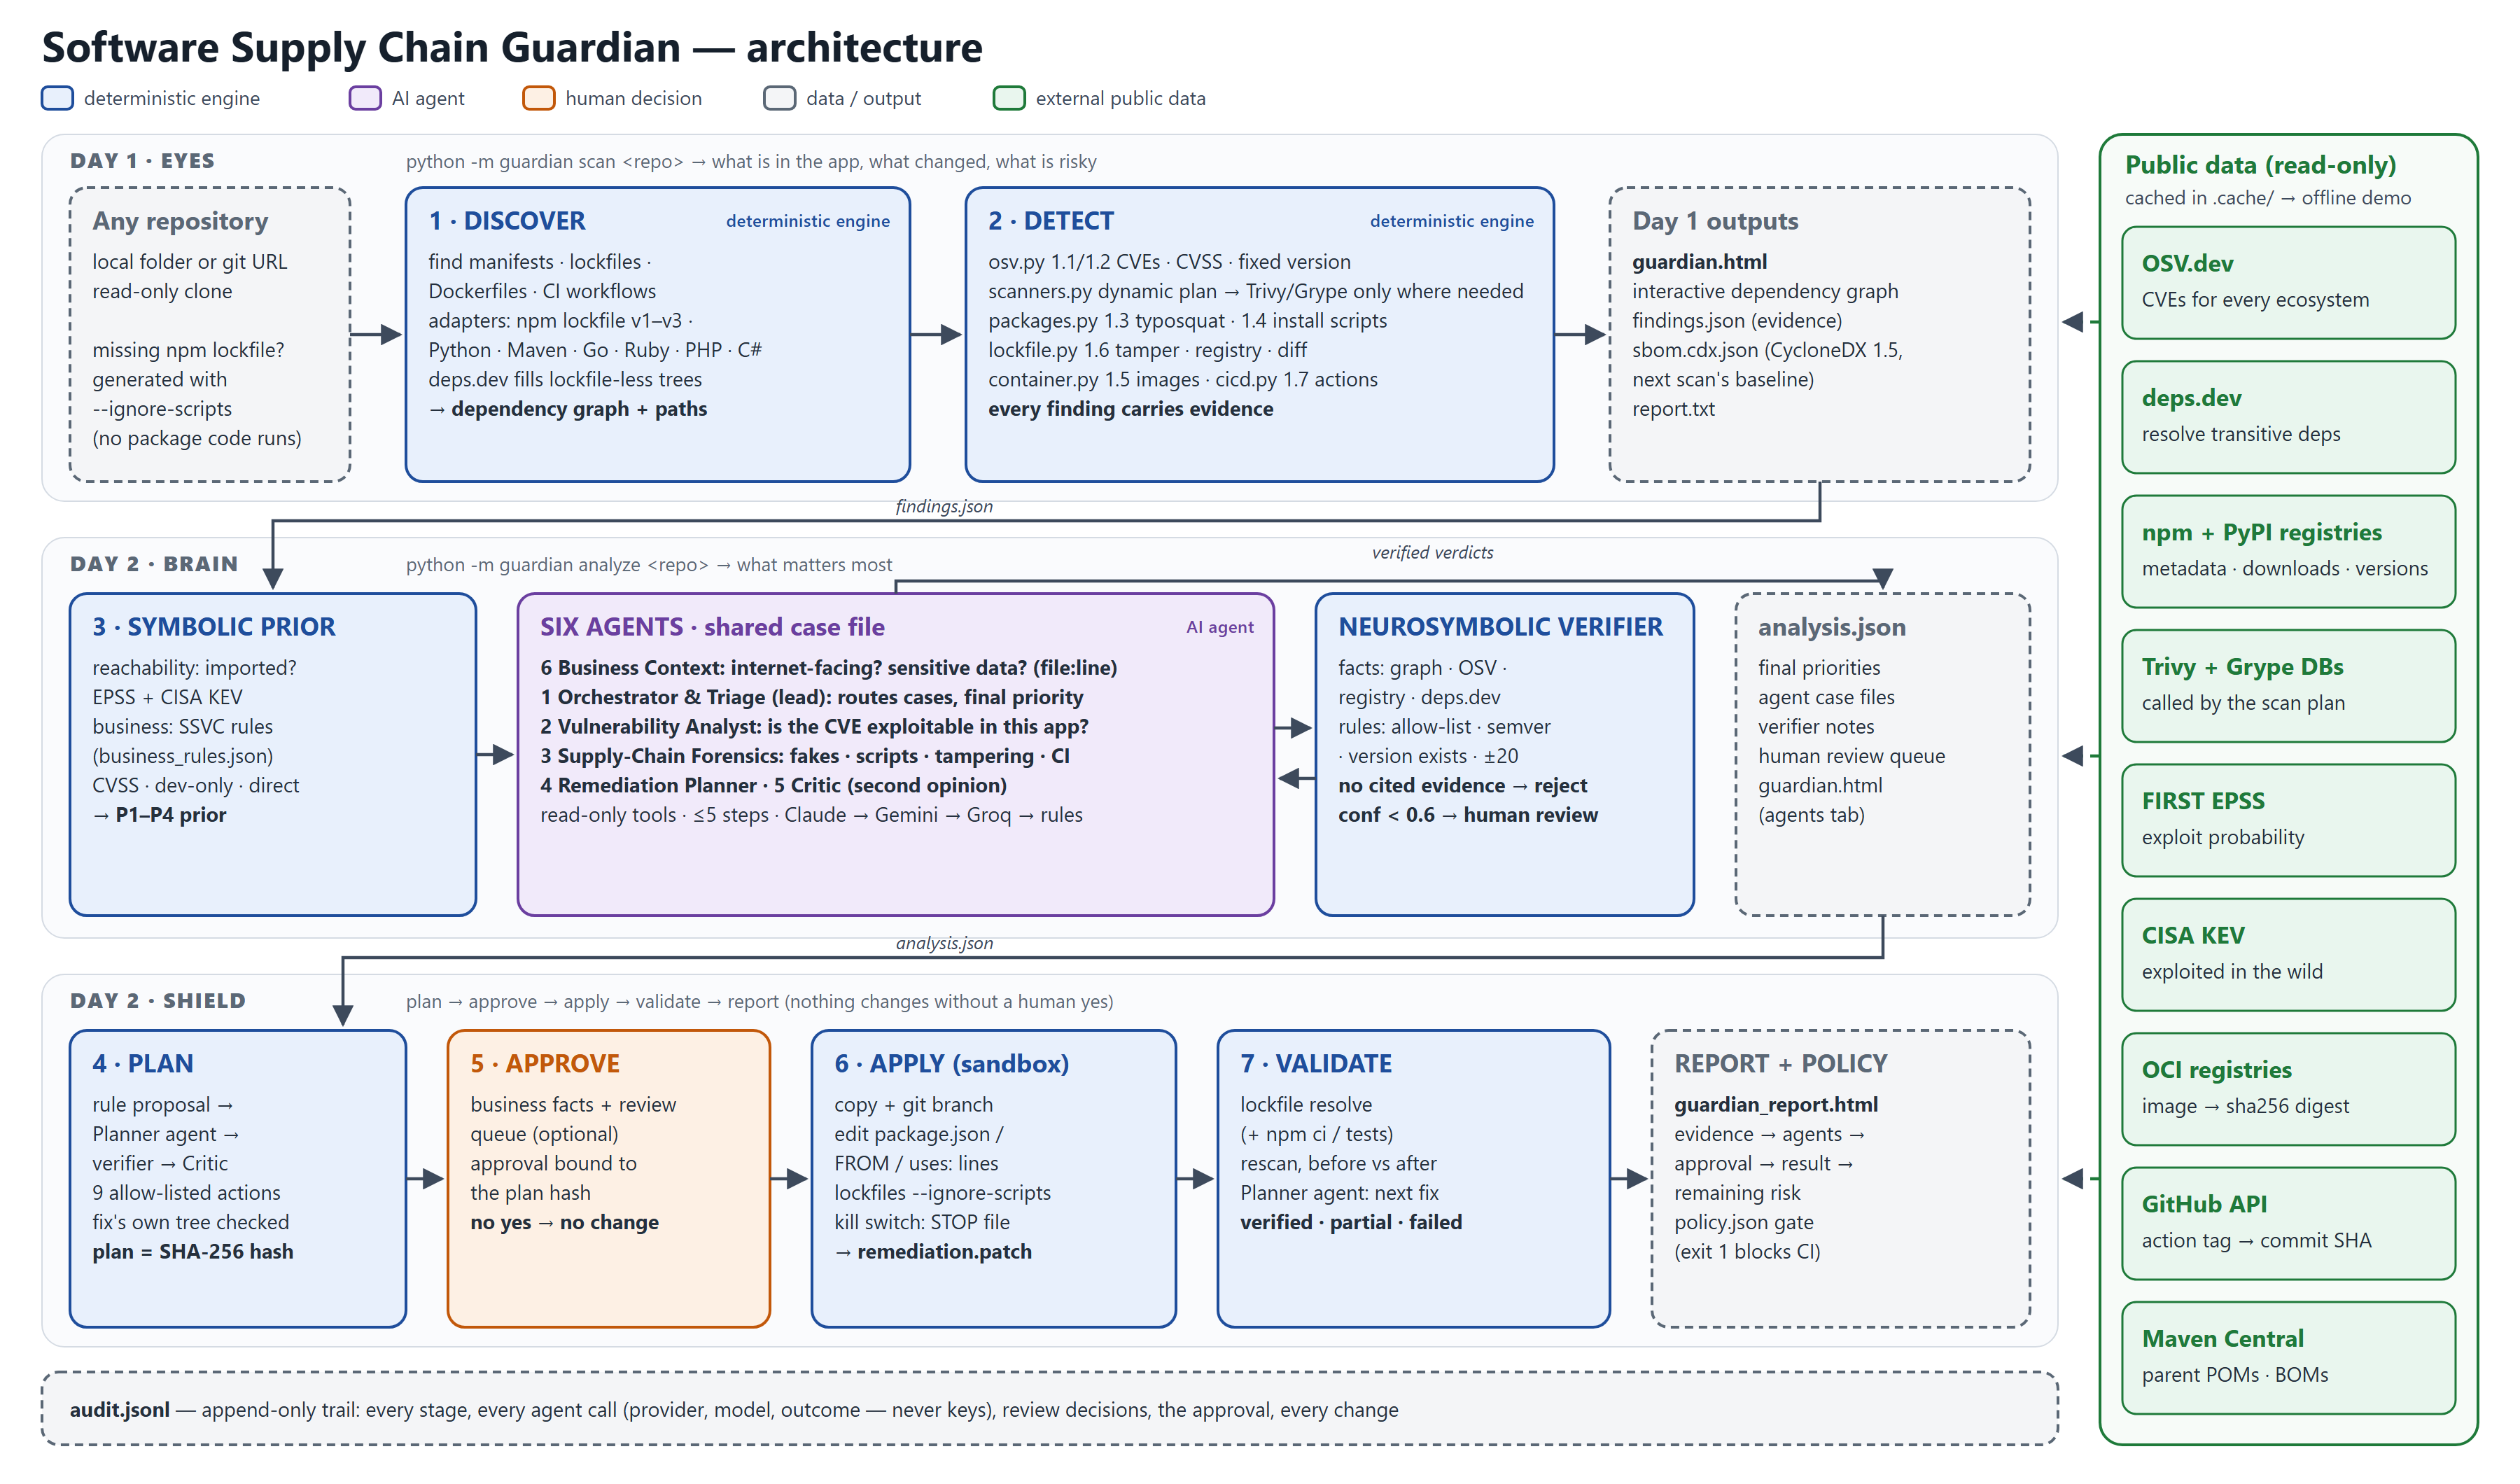 Software Supply Chain Guardian — architecture
deterministic engine
AI agent
human decision
data / output
external public data
DAY 1 · EYES
python -m guardian scan <repo> → what is in the app, what changed, what is risky
Any repository
local folder or git URL
read-only clone
missing npm lockfile?
generated with
--ignore-scripts
(no package code runs)
1 · DISCOVER
deterministic engine
find manifests · lockfiles ·
Dockerfiles · CI workflows
adapters: npm lockfile v1–v3 ·
Python · Maven · Go · Ruby · PHP · C#
deps.dev fills lockfile-less trees
→ dependency graph + paths
2 · DETECT
deterministic engine
osv.py 1.1/1.2 CVEs · CVSS · fixed version
scanners.py dynamic plan → Trivy/Grype only where needed
packages.py 1.3 typosquat · 1.4 install scripts
lockfile.py 1.6 tamper · registry · diff
container.py 1.5 images · cicd.py 1.7 actions
every finding carries evidence
Day 1 outputs
guardian.html
interactive dependency graph
findings.json (evidence)
sbom.cdx.json (CycloneDX 1.5,
next scan's baseline)
report.txt
findings.json
DAY 2 · BRAIN
python -m guardian analyze <repo> → what matters most
verified verdicts
3 · SYMBOLIC PRIOR
reachability: imported?
EPSS + CISA KEV
business: SSVC rules
(business_rules.json)
CVSS · dev-only · direct
→ P1–P4 prior
SIX AGENTS · shared case file
AI agent
6 Business Context: internet-facing? sensitive data? (file:line)
1 Orchestrator & Triage (lead): routes cases, final priority
2 Vulnerability Analyst: is the CVE exploitable in this app?
3 Supply-Chain Forensics: fakes · scripts · tampering · CI
4 Remediation Planner · 5 Critic (second opinion)
read-only tools · ≤5 steps · Claude → Gemini → Groq → rules
NEUROSYMBOLIC VERIFIER
facts: graph · OSV ·
registry · deps.dev
rules: allow-list · semver
· version exists · ±20
no cited evidence → reject
conf < 0.6 → human review
analysis.json
final priorities
agent case files
verifier notes
human review queue
guardian.html
(agents tab)
analysis.json
DAY 2 · SHIELD
plan → approve → apply → validate → report (nothing changes without a human yes)
4 · PLAN
rule proposal →
Planner agent →
verifier → Critic
9 allow-listed actions
fix's own tree checked
plan = SHA-256 hash
5 · APPROVE
business facts + review
queue (optional)
approval bound to
the plan hash
no yes → no change
6 · APPLY (sandbox)
copy + git branch
edit package.json /
FROM / uses: lines
lockfiles --ignore-scripts
kill switch: STOP file
→ remediation.patch
7 · VALIDATE
lockfile resolve
(+ npm ci / tests)
rescan, before vs after
Planner agent: next fix
verified · partial · failed
REPORT + POLICY
guardian_report.html
evidence → agents →
approval → result →
remaining risk
policy.json gate
(exit 1 blocks CI)
audit.jsonl — append-only trail: every stage, every agent call (provider, model, outcome — never keys), review decisions, the approval, every change
Public data (read-only)
cached in .cache/ → offline demo
OSV.dev
CVEs for every ecosystem
deps.dev
resolve transitive deps
npm + PyPI registries
metadata · downloads · versions
Trivy + Grype DBs
called by the scan plan
FIRST EPSS
exploit probability
CISA KEV
exploited in the wild
OCI registries
image → sha256 digest
GitHub API
action tag → commit SHA
Maven Central
parent POMs · BOMs